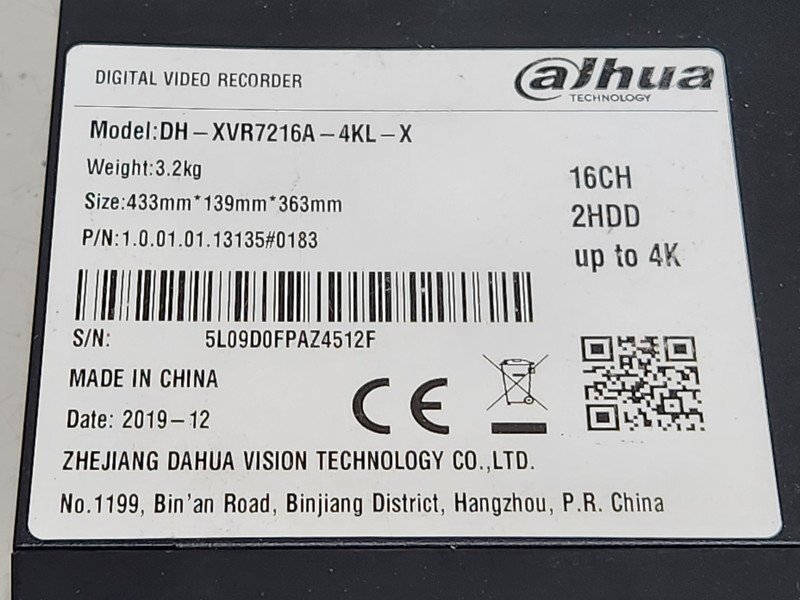 DIGITAL VIDEO RECORDER
alhua
TECHNOLOGY
Model:DH-XVR7216A-4KL-X
Weight:3.2kg
Size:433mm*139mm*363mm
P/N:1.0.01.01.13135#0183
16CH
2HDD
up to 4K
S/N: 5L09D0FPAZ4512F
MADE IN CHINA
Date: 2019-12
CE
ZHEJIANG DAHUA VISION TECHNOLOGY CO.,LTD.
No.1199, Bin'an Road, Binjiang District, Hangzhou, P.R. China